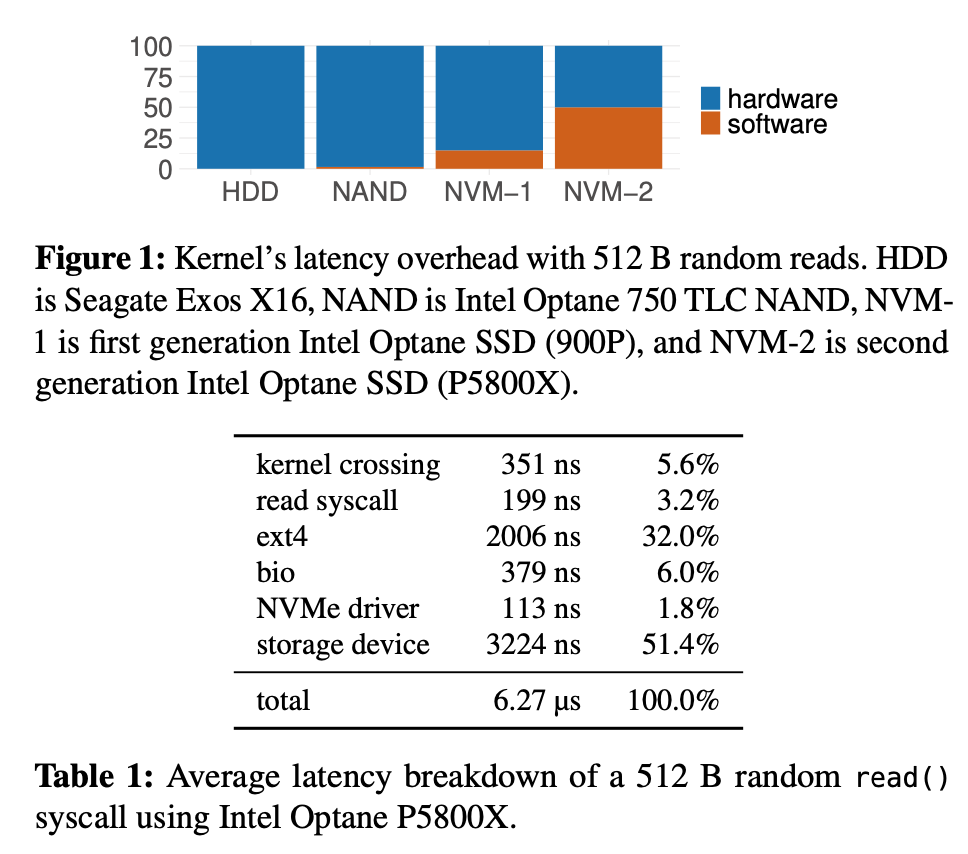 100
75
50
25
0
HDD NAND NVM−1 NVM−2
hardware
software
Figure 1: Kernel’s latency overhead with 512 B random reads. HDD
is Seagate Exos X16, NAND is Intel Optane 750 TLC NAND, NVM-
1 is first generation Intel Optane SSD (900P), and NVM-2 is second
generation Intel Optane SSD (P5800X).
kernel crossing 351 ns 5.6%
read syscall 199 ns 3.2%
ext4 2006 ns 32.0%
bio 379 ns 6.0%
NVMe driver 113 ns 1.8%
storage device 3224 ns 51.4%
total 6.27 µs 100.0%
Table 1: Average latency breakdown of a 512 B random read()
syscall using Intel Optane P5800X.